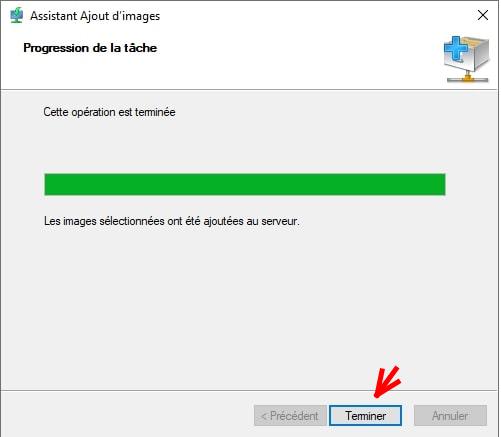 Assistant Ajout d'images
Progression de la tâche
Cette opération est terminée
Les images sélectionnées ont été ajoutées au serveur.
< Précédent
Terminer
Annuler